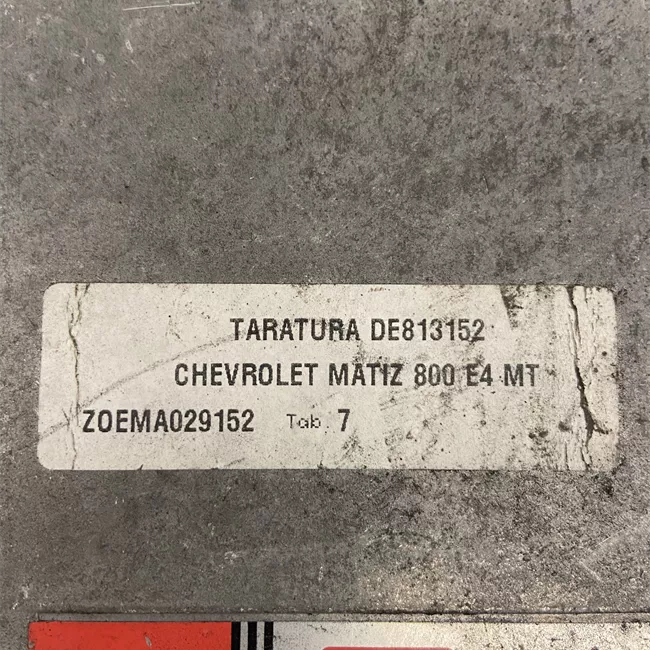 TARATURA DE813152
CHEVROLET MATIZ 800 E4 MT
ZOEMA029152 Tab. 7